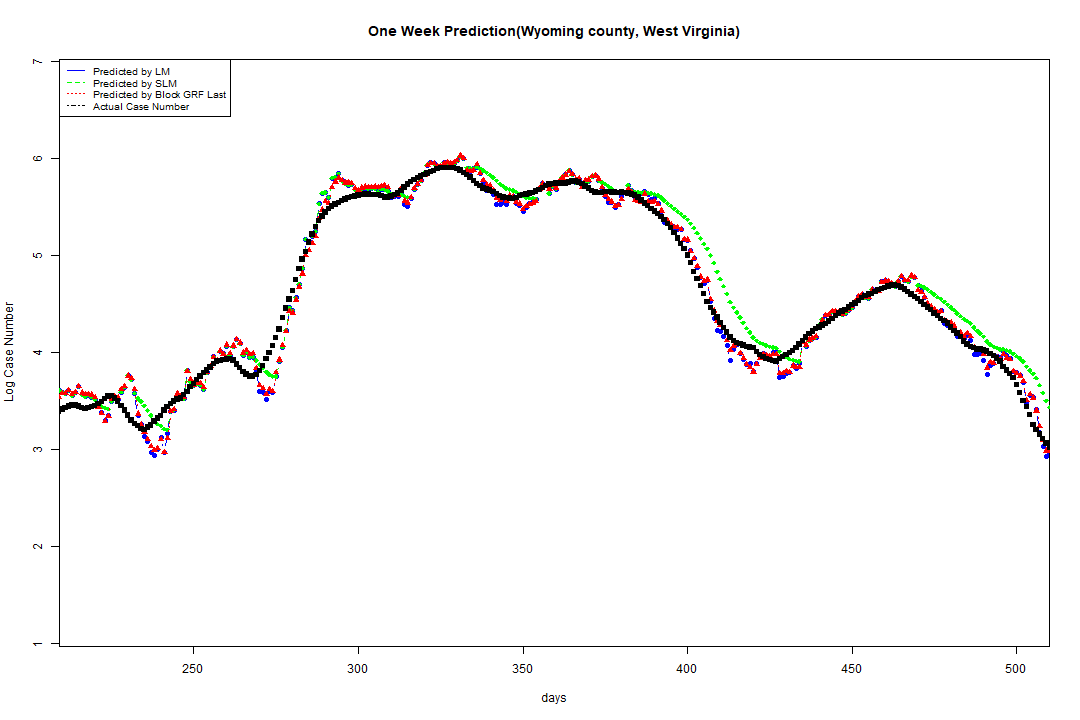 One Week Prediction(Wyoming county, West Virginia)
Predicted by LM
Predicted by SLM
Predicted by Block GRF Last
Actual Case Number
7
6
5
4
3
2
1
Log Case Number
250 300 350 400 450 500
days